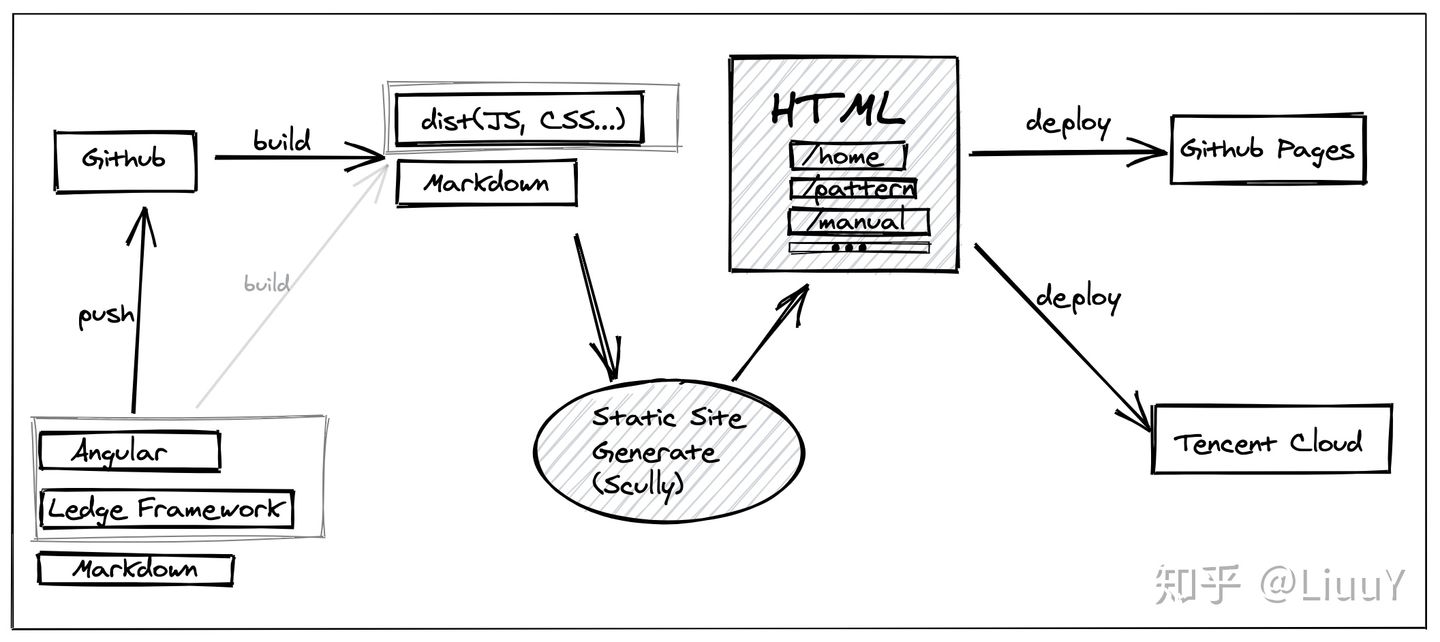 Github
build
dist(JS, CSS...)
Markdown
push
build
Angular
Ledge Framework
Markdown
Static Site
Generate
(Scully)
HTML
/home
/pattern
/manual
deploy
Github Pages
deploy
Tencent Cloud
知乎 @LiuuY